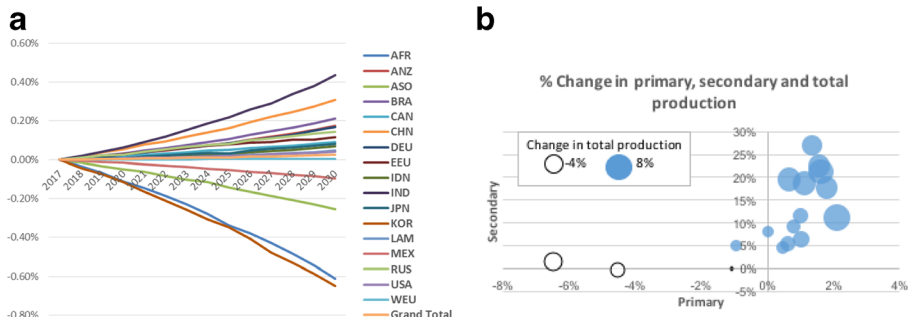 a
0.60%
0.40%
0.20%
0.00%
-0.20%
-0.40%
-0.60%
-0.80%
2017
2018
2019
2020
2021
2022
2023
2024
2025
2026
2027
2028
2029
2030
AFR
ANZ
ASO
BRA
CAN
CHN
DEU
EEU
IDN
IND
JPN
KOR
LAM
MEX
RUS
USA
WEU
Grand Total
b
% Change in primary, secondary and total
production
Change in total production
-4%
8%
Secondary
30%
25%
20%
15%
10%
5%
0%
-5%
-8%
-6%
-4%
-2%
0%
2%
4%
Primary